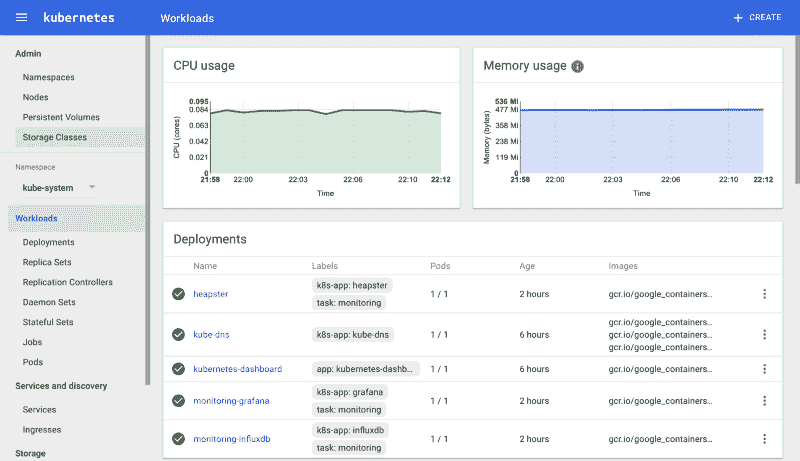 kubernetes
Workloads
+ CREATE
Admin
Namespaces
Nodes
Persistent Volumes
Storage Classes
Namespace
kube-system
Workloads
Deployments
Replica Sets
Replication Controllers
Daemon Sets
Stateful Sets
Jobs
Pods
Services and discovery
Services
Ingresses
Storage
CPU usage
CPU (cores)
0.095
0.084
0.063
0.042
0.021
0
21:58 22:00 22:03 22:06 22:10 22:12
Time
Memory usage
Memory (bytes)
536 Mi
477 Mi
358 Mi
238 Mi
119 Mi
0
21:58 22:00 22:03 22:06 22:10 22:12
Time
Deployments
Name Labels Pods Age Images
heapster k8s-app: heapster 1 / 1 2 hours gcr.io/google_containers...
task: monitoring
kube-dns k8s-app: kube-dns 1 / 1 6 hours gcr.io/google_containers...
gcr.io/google_containers...
gcr.io/google_containers...
kubernetes-dashboard app: kubernetes-dashb... 1 / 1 6 hours gcr.io/google_containers...
monitoring-grafana k8s-app: grafana 1 / 1 2 hours gcr.io/google_containers...
task: monitoring
monitoring-influxdb k8s-app: influxdb 1 / 1 2 hours gcr.io/google_containers...
task: monitoring